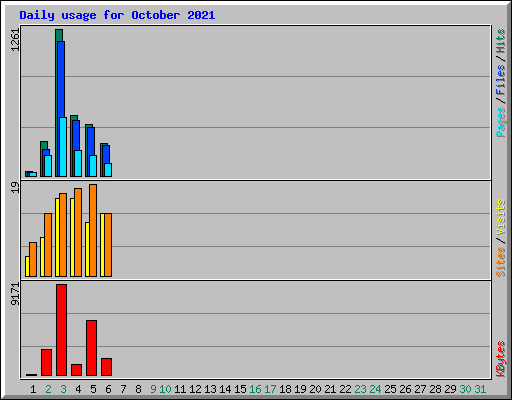 Daily usage for October 2021
1261
Pages / Files / Hits
19
Sites / Visits
9171
KBytes
1 2 3 4 5 6 7 8 9 10 11 12 13 14 15 16 17 18 19 20 21 22 23 24 25 26 27 28 29 30 31